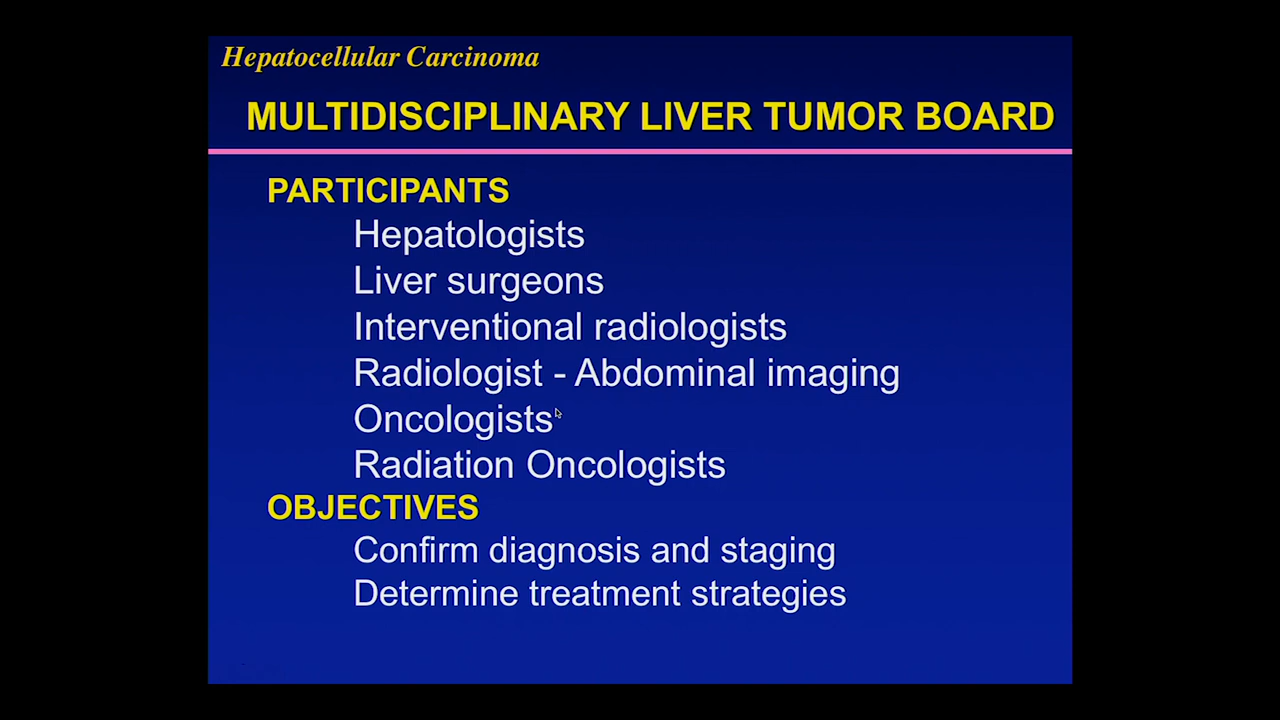 Hepatocellular Carcinoma
MULTIDISCIPLINARY LIVER TUMOR BOARD
PARTICIPANTS
Hepatologists
Liver surgeons
Interventional radiologists
Radiologist - Abdominal imaging
Oncologists
Radiation Oncologists
OBJECTIVES
Confirm diagnosis and staging
Determine treatment strategies